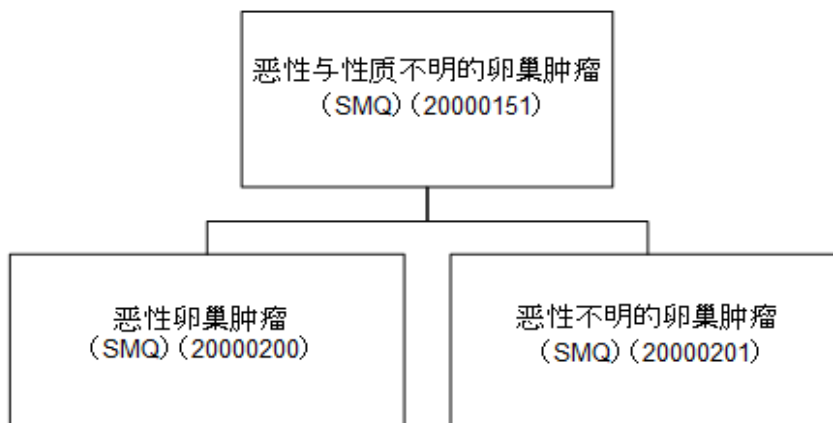 恶性与性质不明的卵巢肿瘤
（SMQ）（20000151）
恶性卵巢肿瘤
（SMQ）（20000200）
恶性不明的卵巢肿瘤
（SMQ）（20000201）